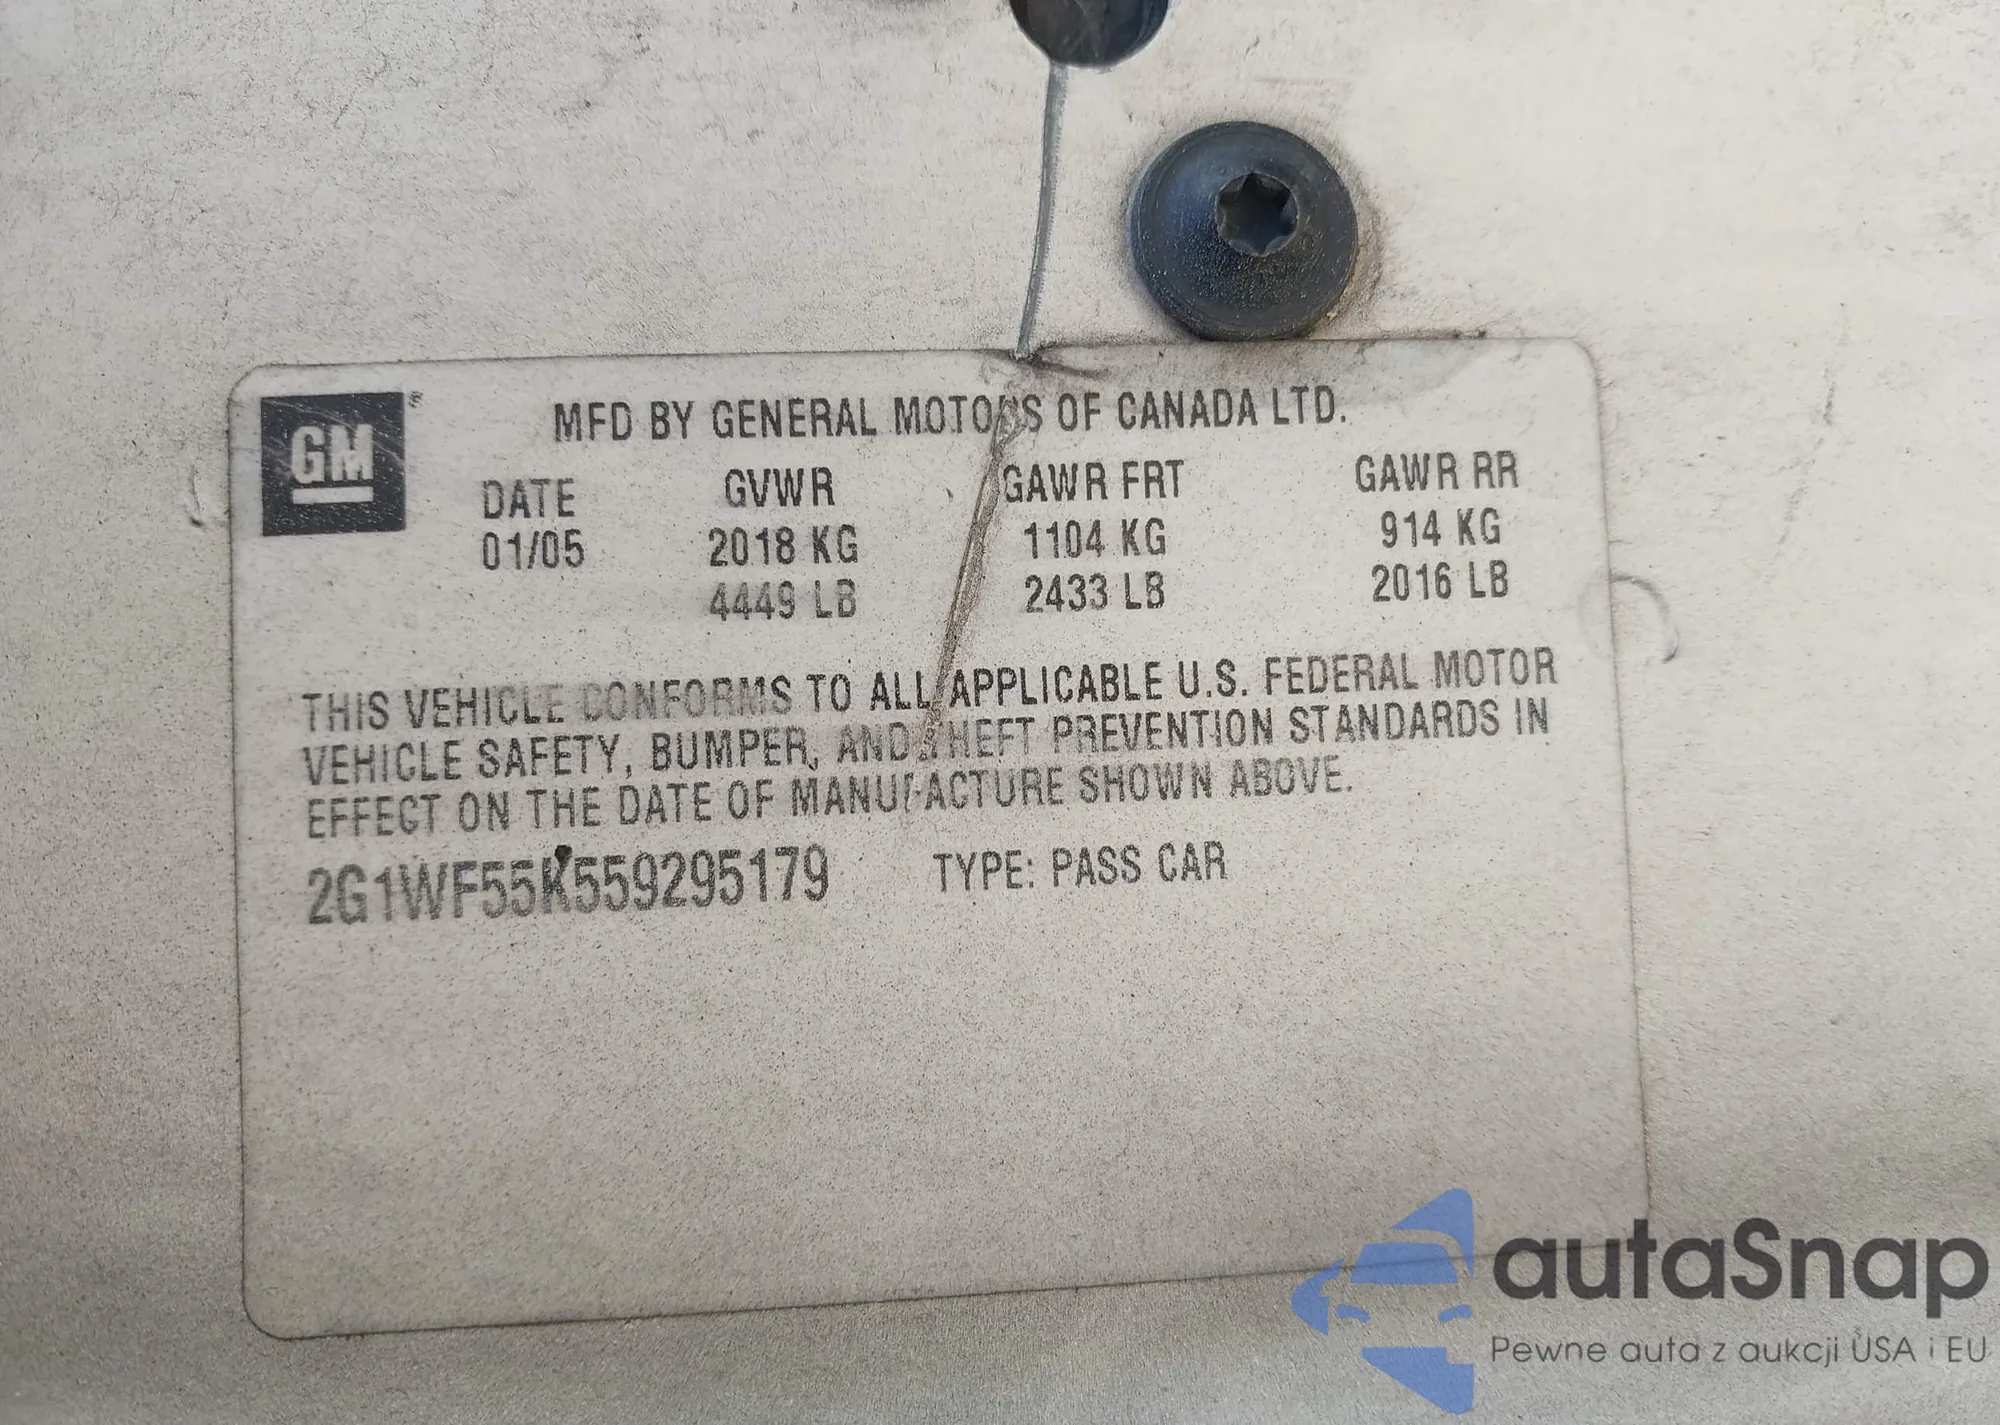 GM ®
MFD BY GENERAL MOTORS OF CANADA LTD.
DATE GVWR GAWR FRT GAWR RR
01/05 2018 KG 1104 KG 914 KG
4449 LB 2433 LB 2016 LB
THIS VEHICLE CONFORMS TO ALL APPLICABLE U.S. FEDERAL MOTOR
VEHICLE SAFETY, BUMPER, AND THEFT PREVENTION STANDARDS IN
EFFECT ON THE DATE OF MANUFACTURE SHOWN ABOVE.
2G1WF55K559295179 TYPE: PASS CAR
autaSnap
Pewne auta z aukcji USA i EU